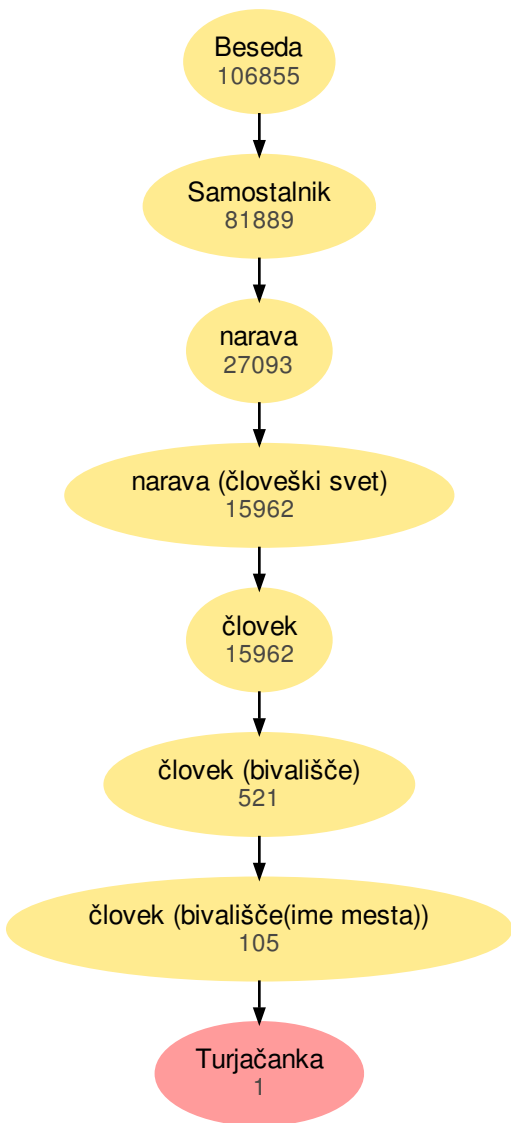 Beseda
106855
Samostalnik
81889
narava
27093
narava (človeški svet)
15962
človek
15962
človek (bivališče)
521
človek (bivališče(ime mesta))
105
Turjačanka
1